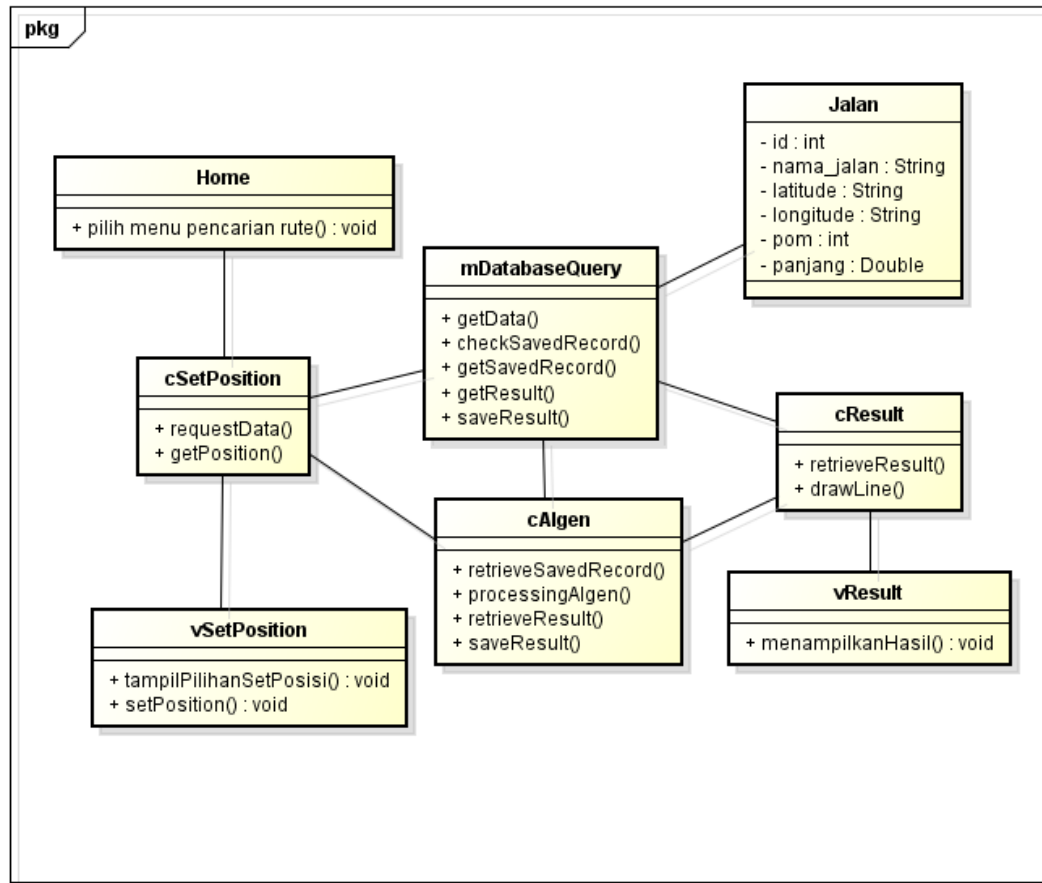 pkg
Home
+ pilih menu pencarian rute() : void
Jalan
- id : int
- nama_jalan : String
- latitude : String
- longitude : String
- pom : int
- panjang : Double
mDatabaseQuery
+ getData()
+ checkSavedRecord()
+ getSavedRecord()
+ getResult()
+ saveResult()
cSetPosition
+ requestData()
+ getPosition()
cResult
+ retrieveResult()
+ drawLine()
cAlgen
+ retrieveSavedRecord()
+ processingAlgen()
+ retrieveResult()
+ saveResult()
vResult
+ menampilkanHasil() : void
vSetPosition
+ tampilPilihanSetPosisi() : void
+ setPosition() : void